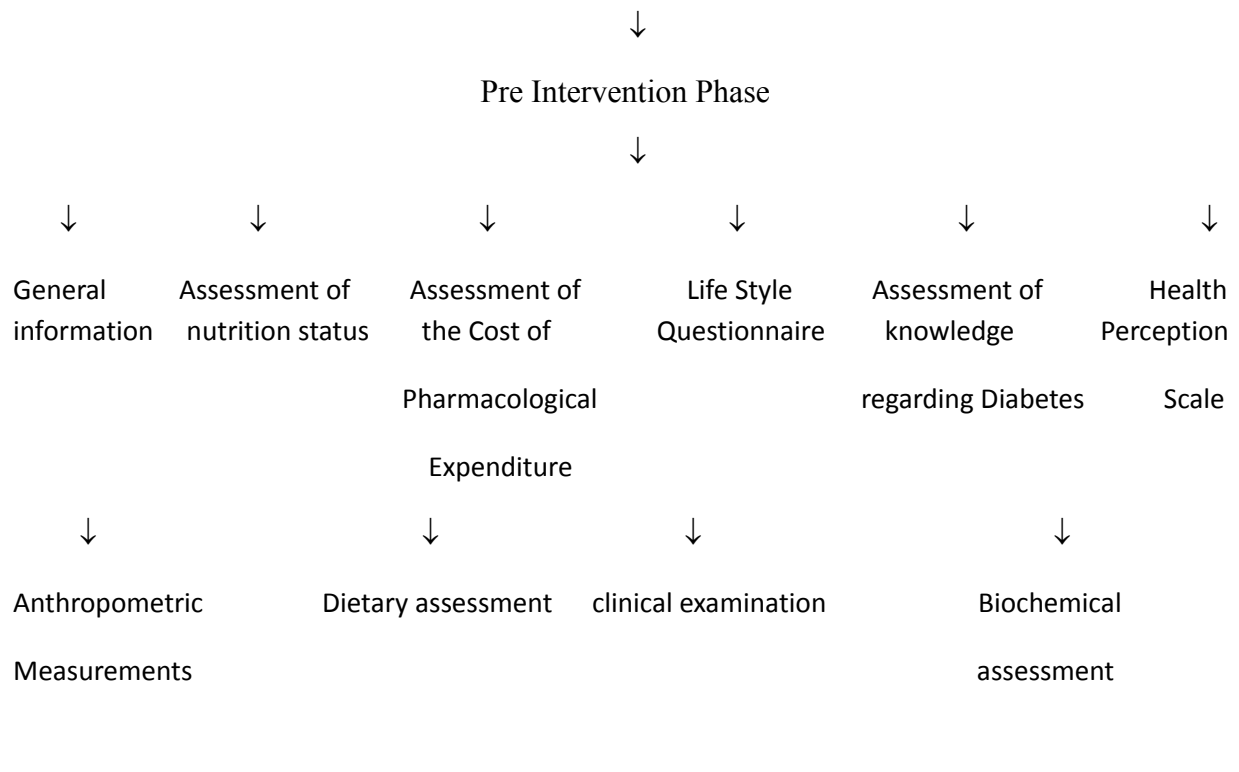 ↓
Pre Intervention Phase
↓
↓ ↓ ↓ ↓ ↓ ↓
General Assessment of Assessment of Life Style Assessment of Health
information nutrition status the Cost of Questionnaire knowledge Perception
Pharmacological regarding Diabetes Scale
Expenditure
↓ ↓ ↓ ↓
Anthropometric Dietary assessment clinical examination Biochemical
Measurements assessment